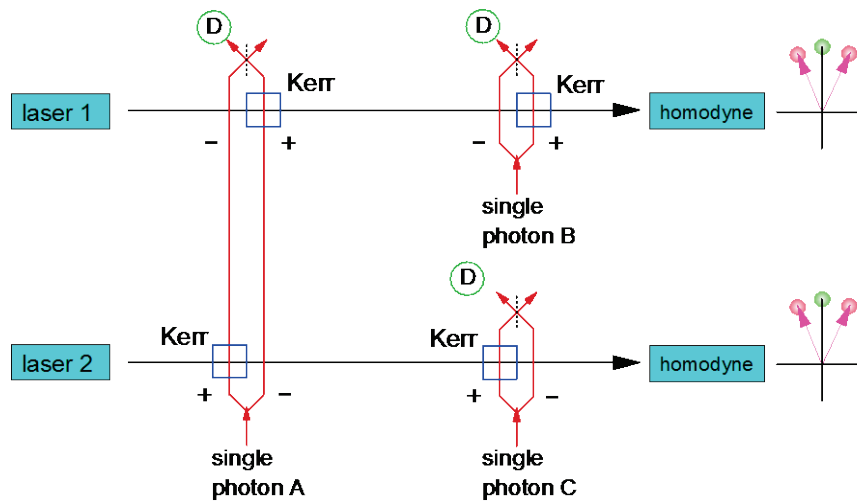 D
D
Kerr
Kerr
laser 1
homodyne
−
+
−
+
single
photon B
D
Kerr
Kerr
laser 2
homodyne
+
−
+
−
single
photon A
single
photon C